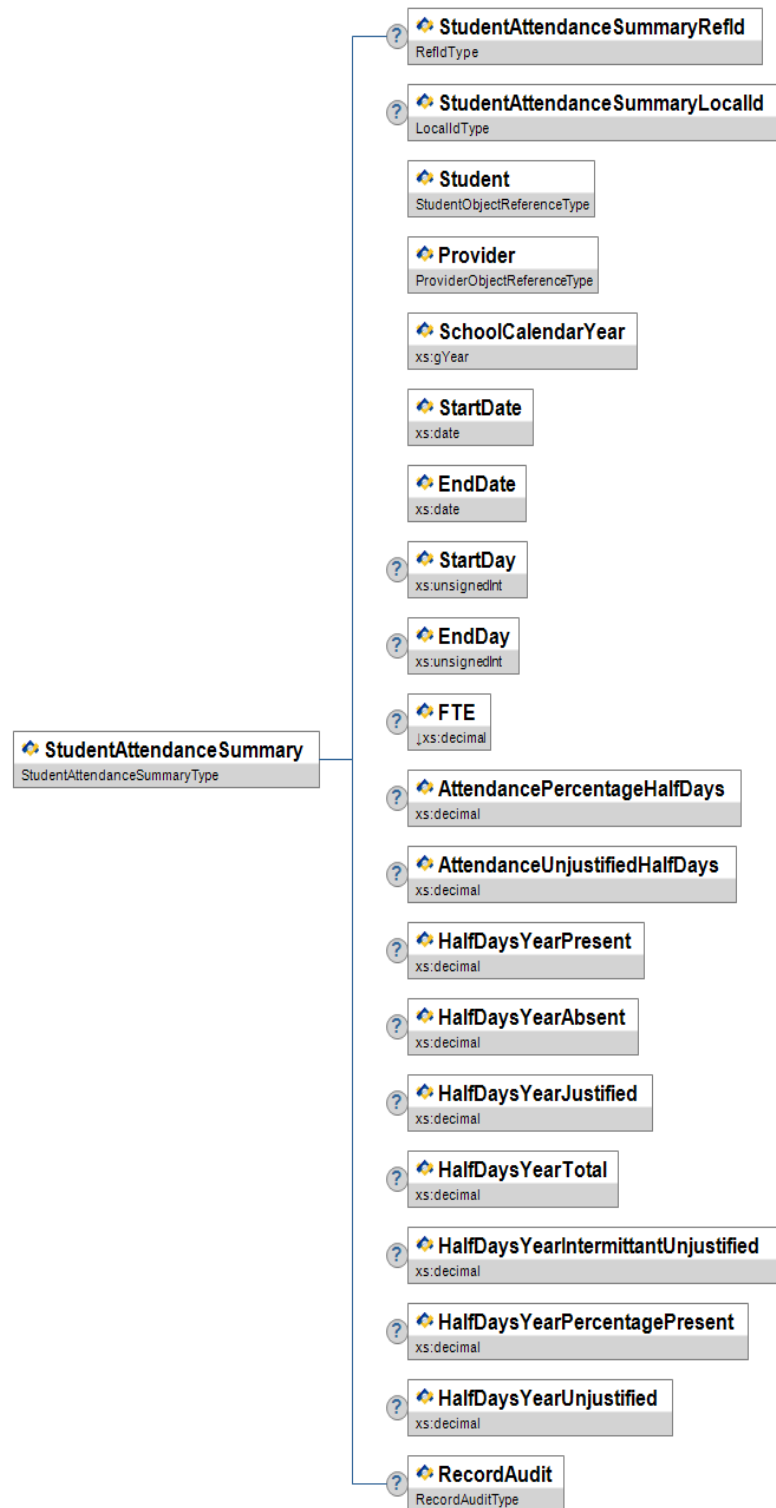 ?
StudentAttendanceSummaryRefId
RefIdType
?
StudentAttendanceSummaryLocalId
LocalIdType
Student
StudentObjectReferenceType
Provider
ProviderObjectReferenceType
SchoolCalendarYear
xs:gYear
StartDate
xs:date
EndDate
xs:date
?
StartDay
xs:unsignedInt
?
EndDay
xs:unsignedInt
?
FTE
↓xs:decimal
StudentAttendanceSummary
StudentAttendanceSummaryType
?
AttendancePercentageHalfDays
xs:decimal
?
AttendanceUnjustifiedHalfDays
xs:decimal
?
HalfDaysYearPresent
xs:decimal
?
HalfDaysYearAbsent
xs:decimal
?
HalfDaysYearJustified
xs:decimal
?
HalfDaysYearTotal
xs:decimal
?
HalfDaysYearIntermittantUnjustified
xs:decimal
?
HalfDaysYearPercentagePresent
xs:decimal
?
HalfDaysYearUnjustified
xs:decimal
?
RecordAudit
RecordAuditType